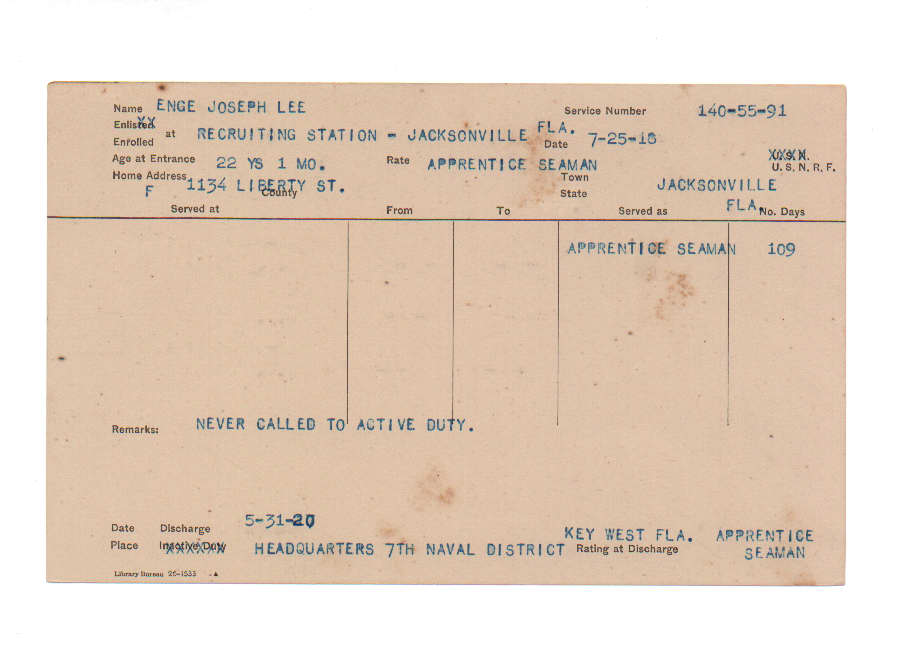 Name ENGE JOSEPH LEE Service Number 140-55-91
Enlisted
Enrolled at RECRUITING STATION - JACKSONVILLE FLA. Date 7-25-18
U.S.N.
Age at Entrance 22 YS 1 MO. Rate APPRENTICE SEAMAN U. S. N. R. F.
Home Address 1134 LIBERTY ST. Town JACKSONVILLE
F County State FLA.
Served at From To Served as No. Days
APPRENTICE SEAMAN 109
Remarks: NEVER CALLED TO ACTIVE DUTY.
Date Discharge 5-31-20
Place Inactive Duty HEADQUARTERS 7TH NAVAL DISTRICT KEY WEST FLA. Rating at Discharge APPRENTICE
SEAMAN
Library Bureau 26-1533